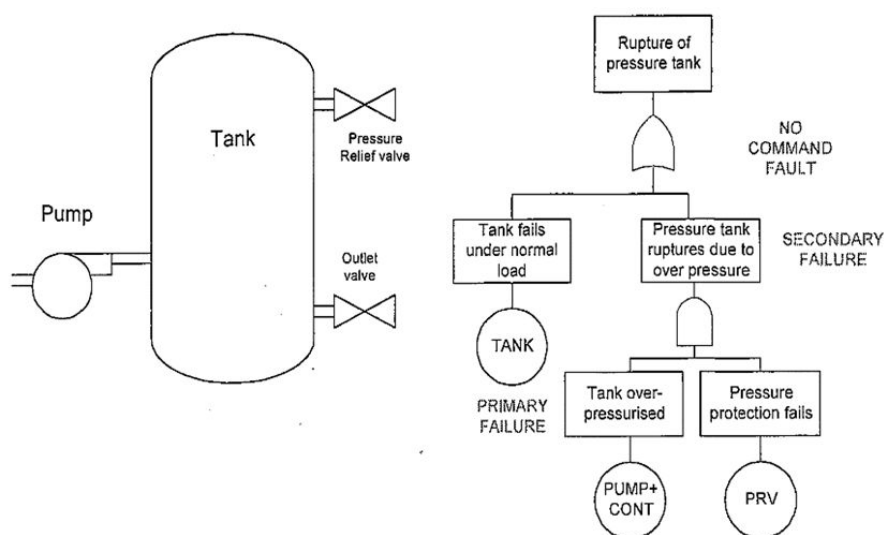 Tank
Pressure
Relief valve
Pump
Outlet
valve
Rupture of
pressure tank
NO
COMMAND
FAULT
Tank fails
under normal
load
Pressure tank
ruptures due to
over pressure
SECONDARY
FAILURE
TANK
PRIMARY
FAILURE
Tank over-
pressurised
Pressure
protection fails
PUMP+
CONT
PRV